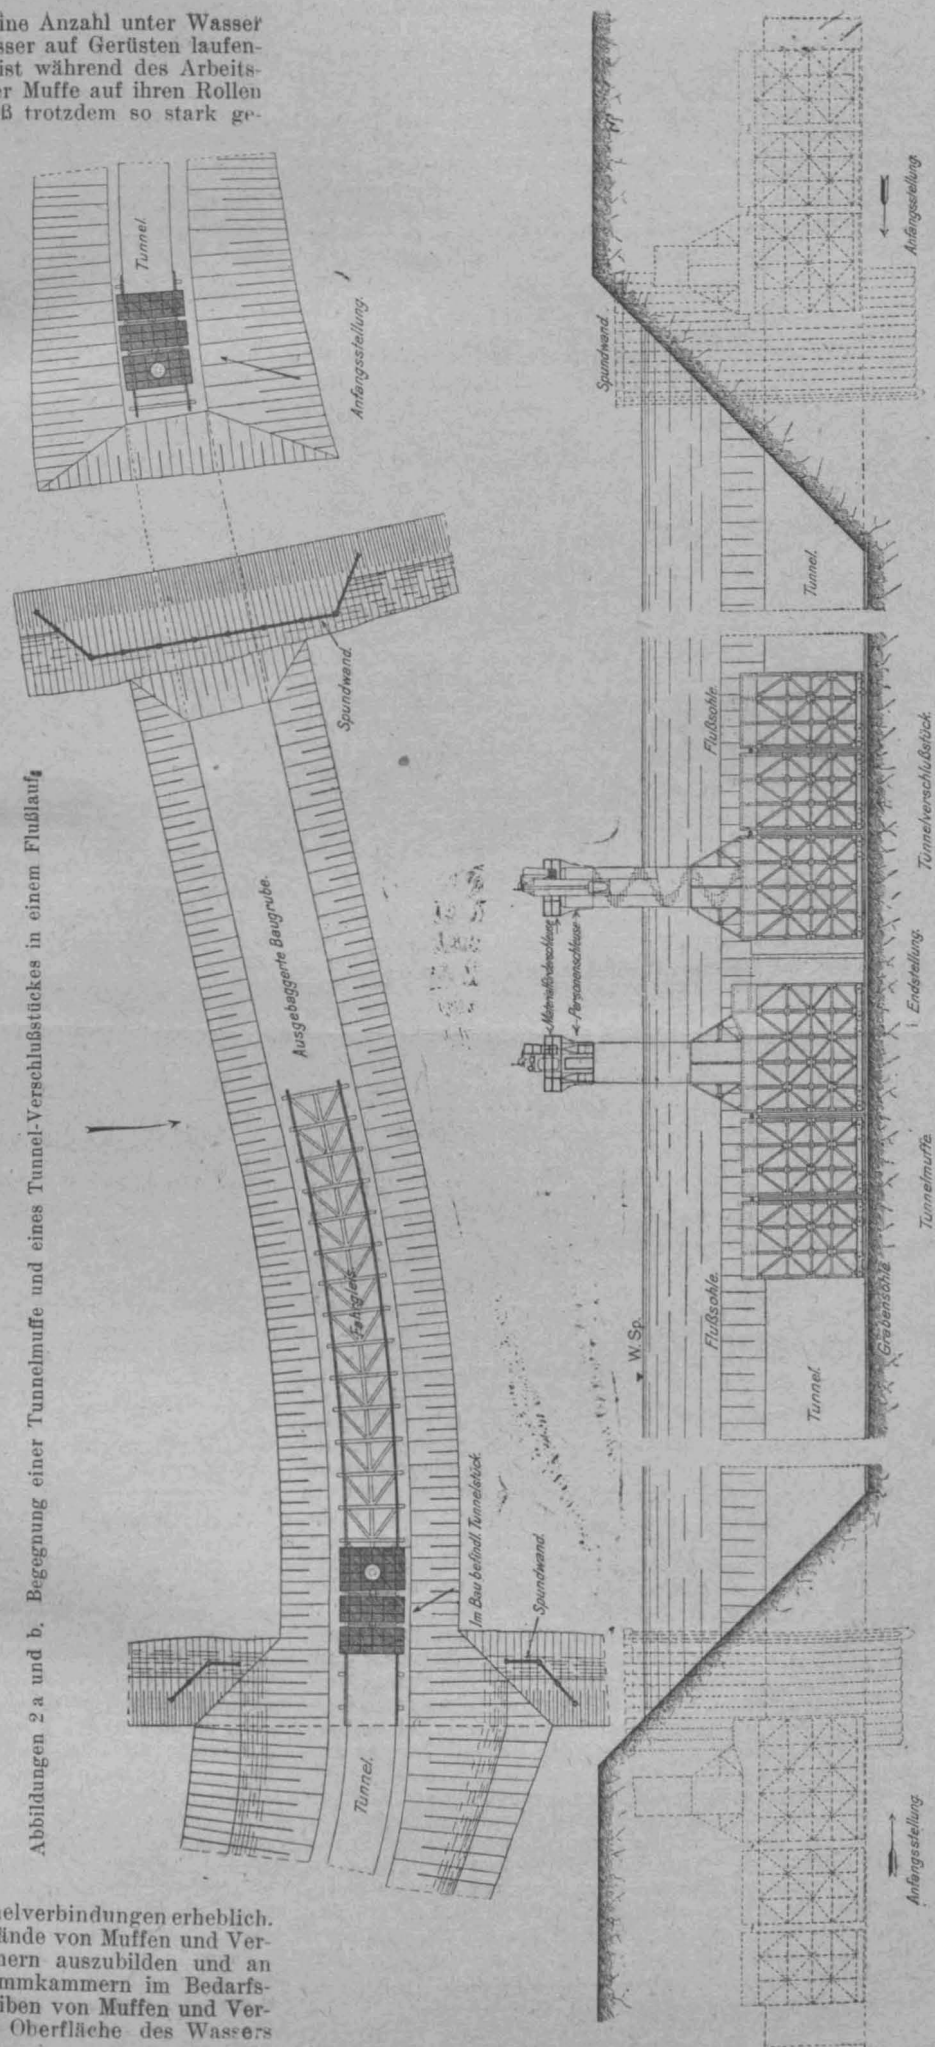 ine Anzahl unter Wasser
sser auf Gerüsten laufen-
ist während des Arbeits-
er Muffe auf ihren Rollen
ß trotzdem so stark ge-
Tunnel.
Anfangsstellung.
Spundwand.
Ausgebaggerte Baugrube.
Fahrgleis.
Im Bau befindl. Tunnelstück.
Spundwand.
Tunnel.
Abbildungen 2 a und b. Begegnung einer Tunnelmuffe und eines Tunnel-Verschlußstückes in einem Flußlauf.
Anfangsstellung.
Spundwand.
Tunnel.
Flußsohle.
Tunnelverschlußstück.
Materialförderschleuse
Personenschleuse
Endstellung.
Tunnelmuffe.
W. Sp.
Flußsohle.
Grabensohle.
Tunnel.
Anfangsstellung.
nelverbindungen erheblich.
ände von Muffen und Ver-
nern auszubilden und an
mmkammern im Bedarfs-
iben von Muffen und Ver-
Oberfläche des Wassers